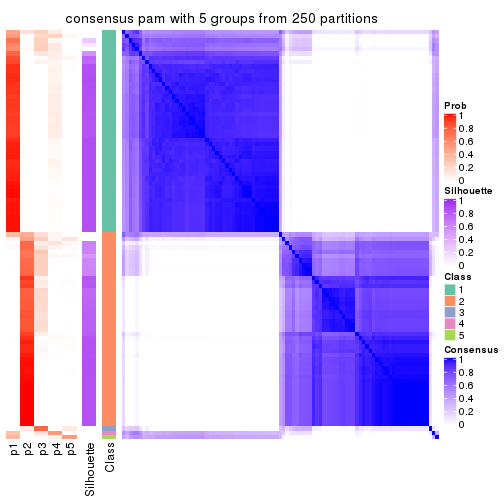 consensus pam with 5 groups from 250 partitions
Prob
1
0.8
0.6
0.4
0.2
0
Silhouette
1
0.8
0.6
0.4
0.2
0
Class
1
2
3
4
5
Consensus
1
0.8
0.6
0.4
0.2
0
p1
p2
p3
p4
p5
Silhouette
Class